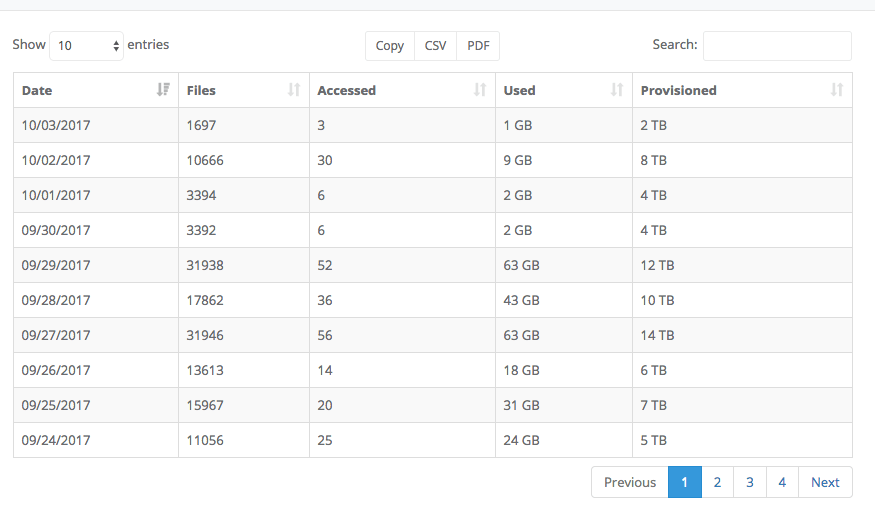 Show 10 entries Copy CSV PDF Search:
Date Files Accessed Used Provisioned
10/03/2017 1697 3 1 GB 2 TB
10/02/2017 10666 30 9 GB 8 TB
10/01/2017 3394 6 2 GB 4 TB
09/30/2017 3392 6 2 GB 4 TB
09/29/2017 31938 52 63 GB 12 TB
09/28/2017 17862 36 43 GB 10 TB
09/27/2017 31946 56 63 GB 14 TB
09/26/2017 13613 14 18 GB 6 TB
09/25/2017 15967 20 31 GB 7 TB
09/24/2017 11056 25 24 GB 5 TB
Previous 1 2 3 4 Next